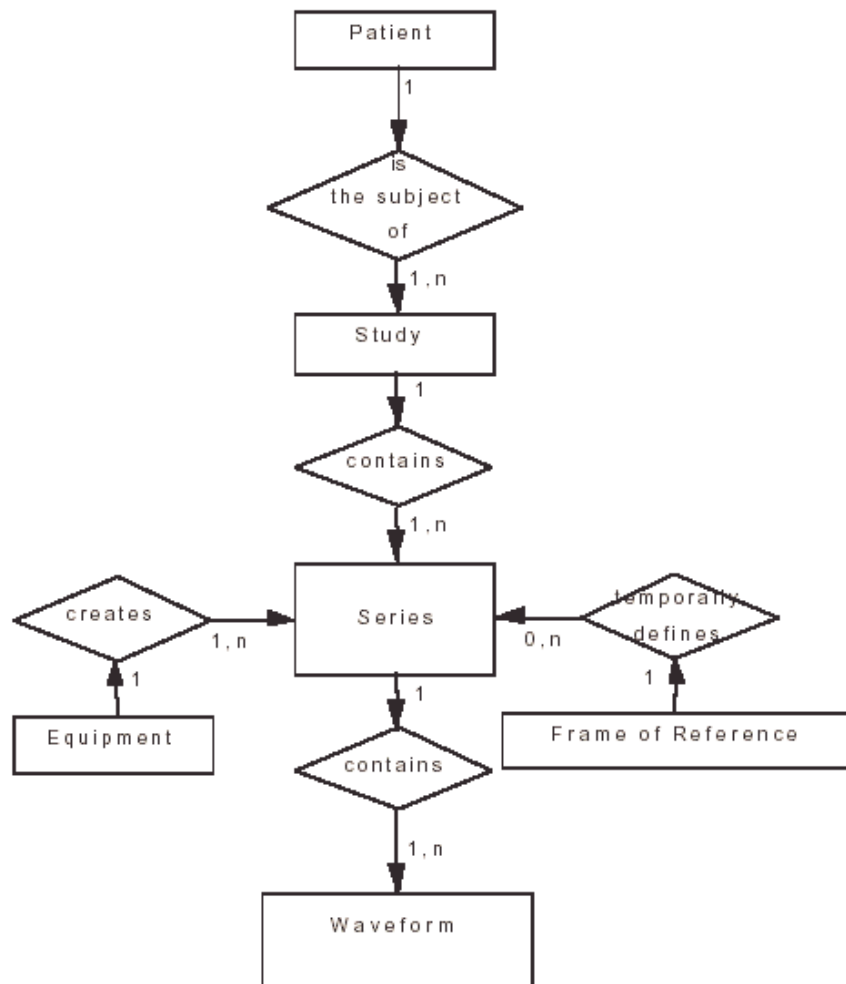 Patient
1
is
the subject
of
1,n
Study
1
contains
1,n
creates
1,n
Series
temporally
defines
0,n
1
1
1
Equipment
Frame of Reference
contains
1,n
Waveform